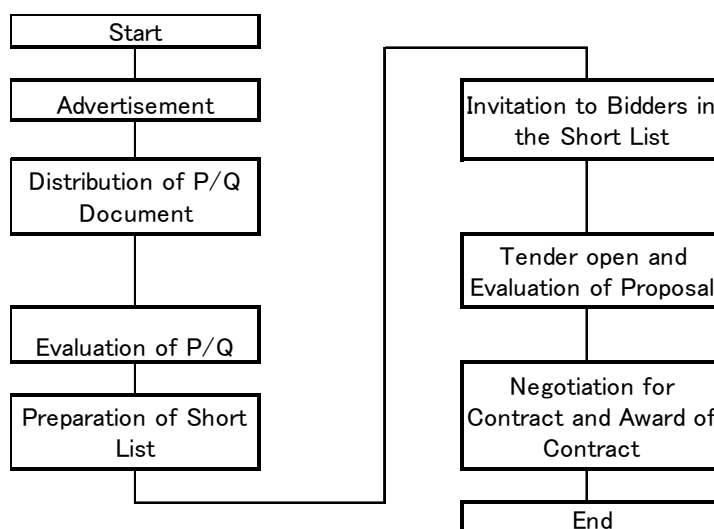 Start
Advertisement
Distribution of P/Q
Document
Evaluation of P/Q
Preparation of Short
List
Invitation to Bidders in
the Short List
Tender open and
Evaluation of Proposal
Negotiation for
Contract and Award of
Contract
End